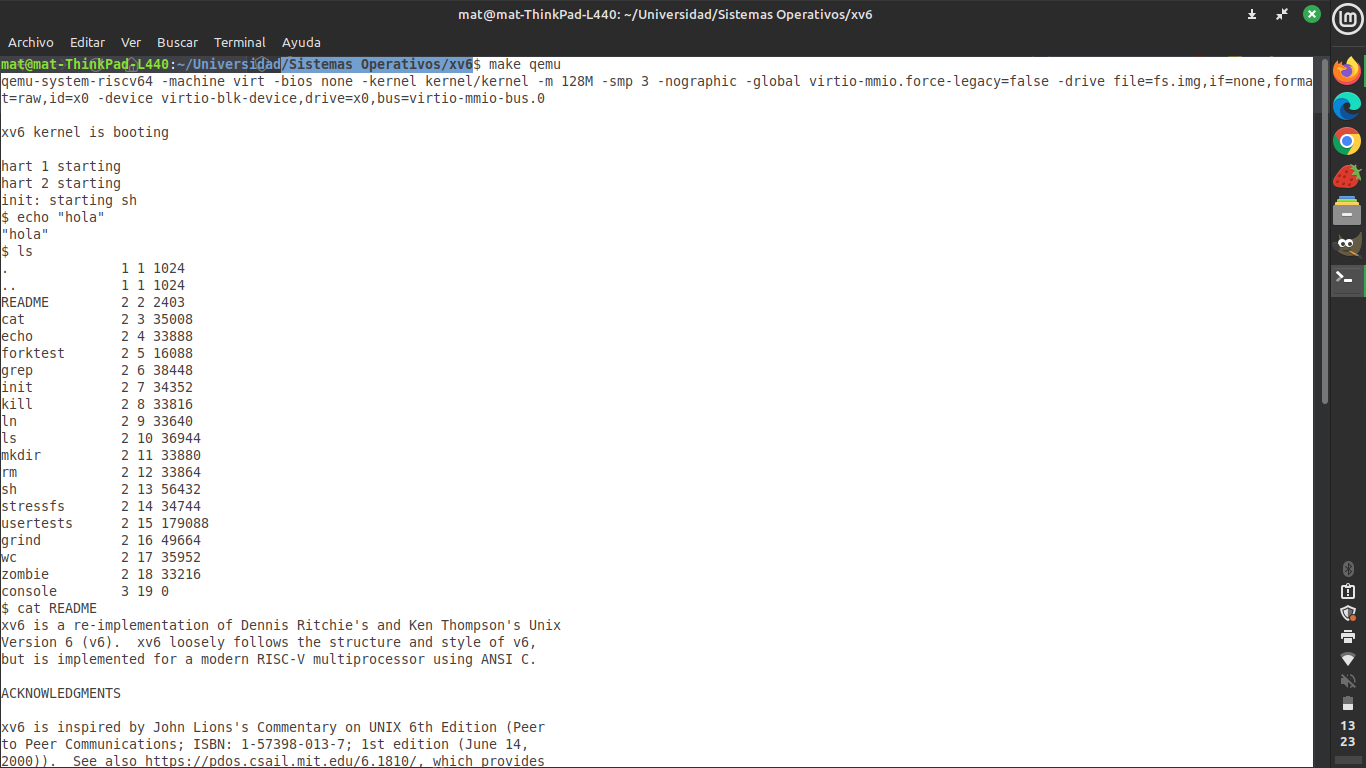 mat@mat-ThinkPad-L440: ~/Universidad/Sistemas Operativos/xv6
Archivo Editar Ver Buscar Terminal Ayuda
mat@mat-ThinkPad-L440:~/Universidad/Sistemas Operativos/xv6$ make qemu
qemu-system-riscv64 -machine virt -bios none -kernel kernel/kernel -m 128M -smp 3 -nographic -global virtio-mmio.force-legacy=false -drive file=fs.img,if=none,forma
t=raw,id=x0 -device virtio-blk-device,drive=x0,bus=virtio-mmio-bus.0
xv6 kernel is booting
hart 1 starting
hart 2 starting
init: starting sh
$ echo "hola"
"hola"
$ ls
. 1 1 1024
.. 1 1 1024
README 2 2 2403
cat 2 3 35008
echo 2 4 33888
forktest 2 5 16088
grep 2 6 38448
init 2 7 34352
kill 2 8 33816
ln 2 9 33640
ls 2 10 36944
mkdir 2 11 33880
rm 2 12 33864
sh 2 13 56432
stressfs 2 14 34744
usertests 2 15 179088
grind 2 16 49664
wc 2 17 35952
zombie 2 18 33216
console 3 19 0
$ cat README
xv6 is a re-implementation of Dennis Ritchie's and Ken Thompson's Unix
Version 6 (v6).  xv6 loosely follows the structure and style of v6,
but is implemented for a modern RISC-V multiprocessor using ANSI C.
ACKNOWLEDGMENTS
xv6 is inspired by John Lions's Commentary on UNIX 6th Edition (Peer
to Peer Communications; ISBN: 1-57398-013-7; 1st edition (June 14,
2000)).  See also https://pdos.csail.mit.edu/6.1810/, which provides
13
23